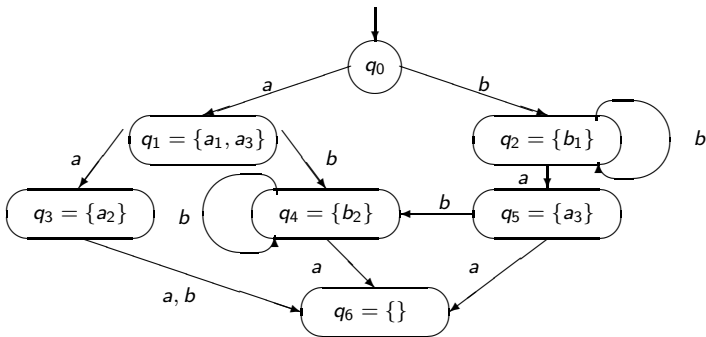 q0
a
b
q1 = {a1, a3}
q2 = {b1}
b
a
b
a
q3 = {a2}
b
q4 = {b2}
b
q5 = {a3}
a, b
a
a
q6 = {}